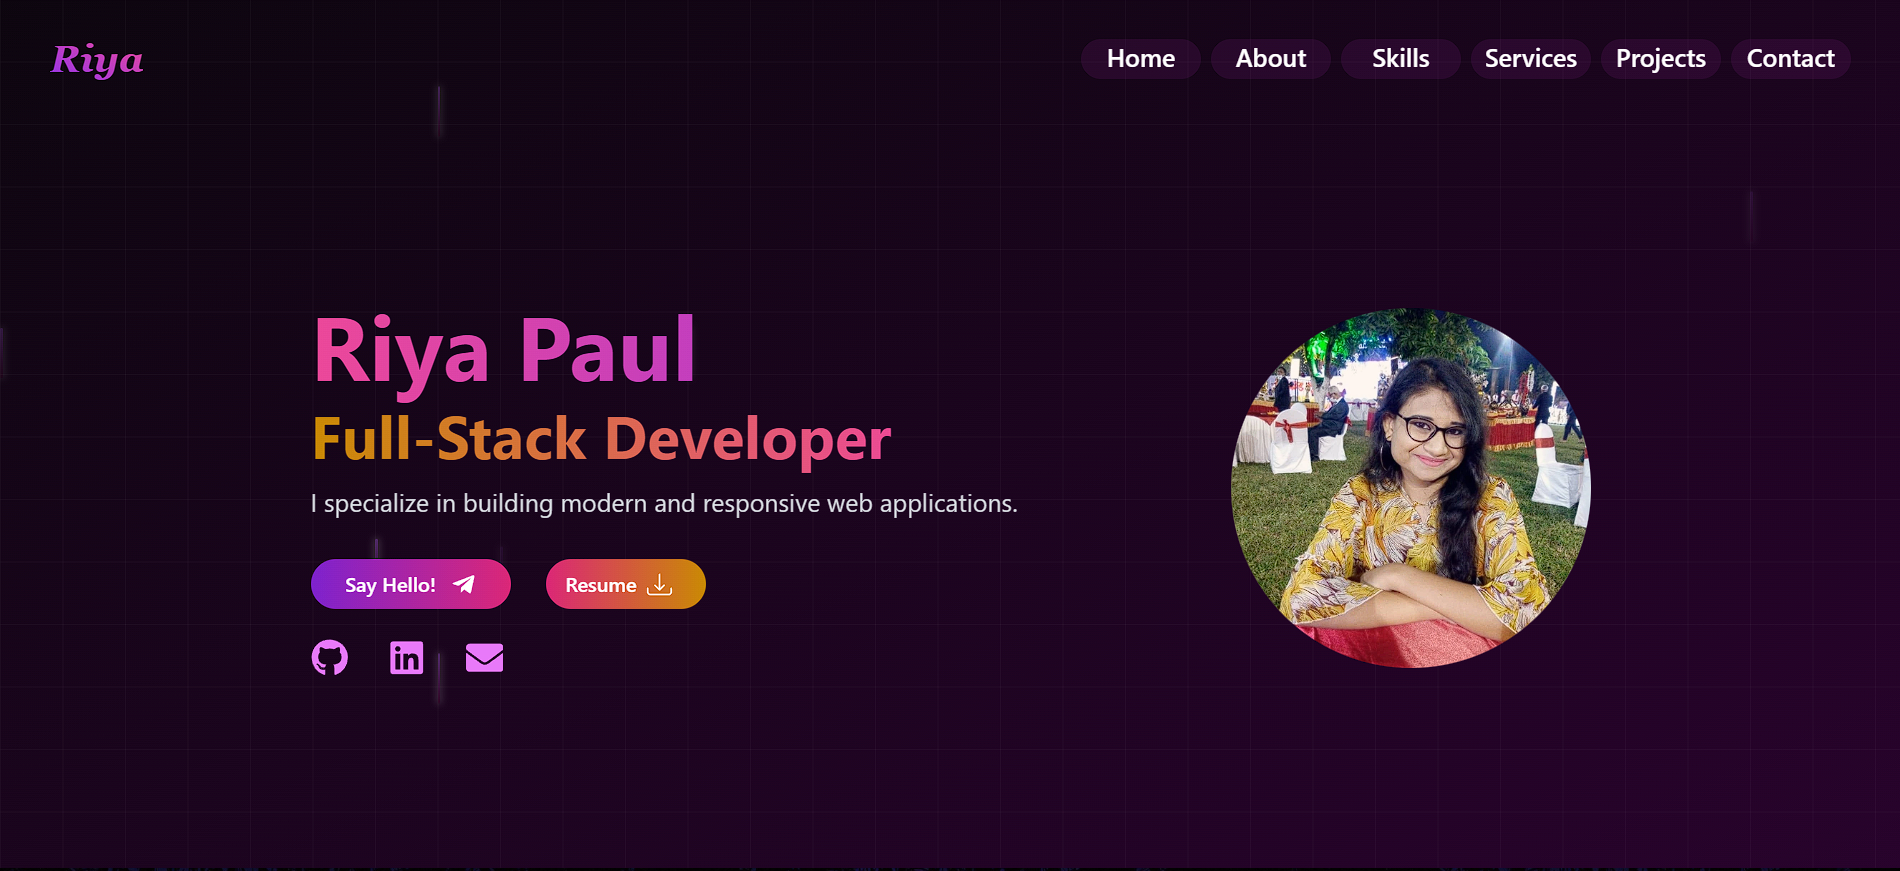 Riya
Home About Skills Services Projects Contact
Riya Paul
Full-Stack Developer
I specialize in building modern and responsive web applications.
Say Hello! Resume
in